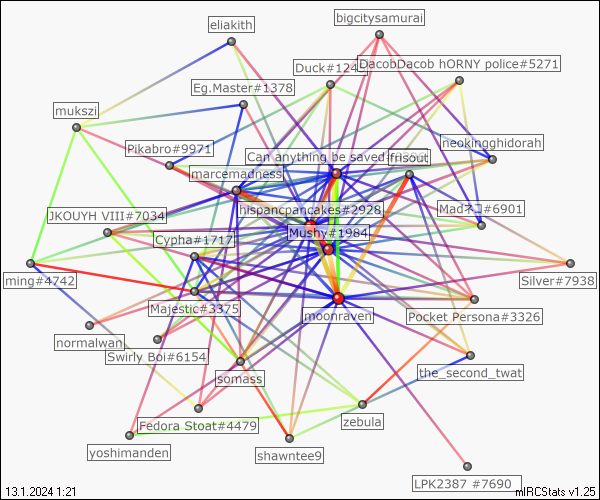 eliakith
bigcitysamurai
Duck#124
DacobDacob hORNY police#5271
Eg.Master#1378
mukszi
neokingghidorah
Pikabro#9971
Can anything be saved
frisout
marcemadness
hispancpancakes#2928
Madネコ#6901
JKOUYH VIII#7034
Mushy#1984
Cypha#1717
ming#4742
Silver#7938
Majestic#3375
moonraven
Pocket Persona#3326
normalwan
Swirly Boi#6154
the_second_twat
somass
zebula
Fedora Stoat#4479
yoshimanden
shawntee9
LPK2387 #7690
13.1.2024 1:21
mIRCStats v1.25